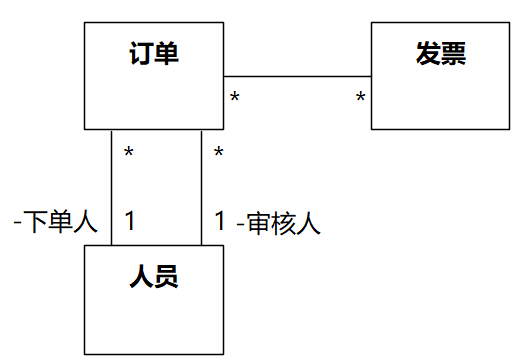 订单
发票
* *
* *
-下单人 1 1 -审核人
人员